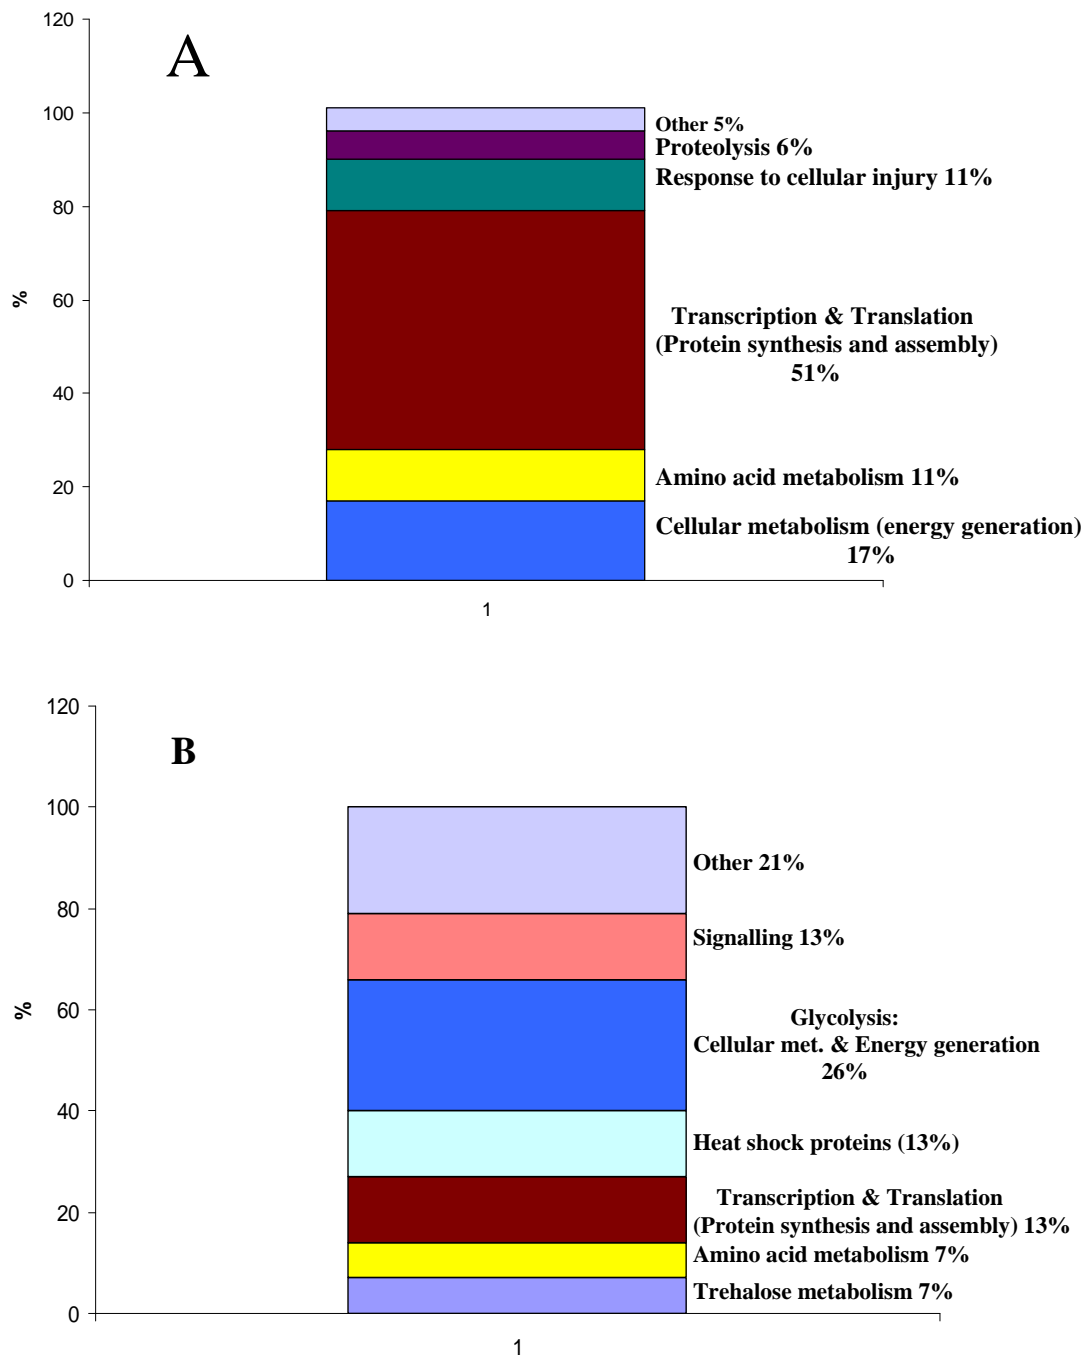 120
A
100
Other 5%
Proteolysis 6%
Response to cellular injury 11%
80
%
60
Transcription & Translation
(Protein synthesis and assembly)
51%
40
Amino acid metabolism 11%
20
Cellular metabolism (energy generation)
17%
0
1
120
B
100
Other 21%
80
Signalling 13%
%
60
Glycolysis:
Cellular met. & Energy generation
26%
40
Heat shock proteins (13%)
20
Transcription & Translation
(Protein synthesis and assembly) 13%
Amino acid metabolism 7%
Trehalose metabolism 7%
0
1